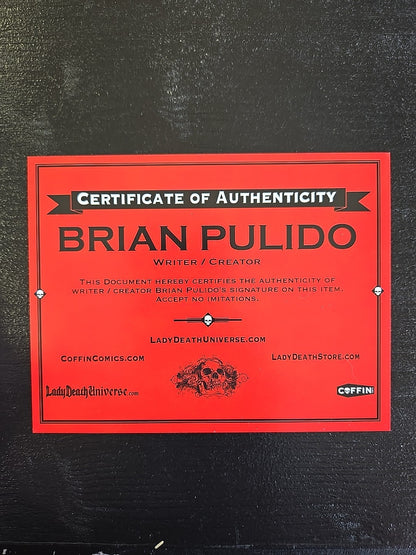 Certificate of Authenticity
BRIAN PULIDO
Writer / Creator
This Document hereby certifies the authenticity of
writer / creator Brian Pulido's signature on this item.
Accept no imitations.
LadyDeathUniverse.com
CoffinComics.com
LadyDeathStore.com
LadyDeathUniverse.com
COFFIN